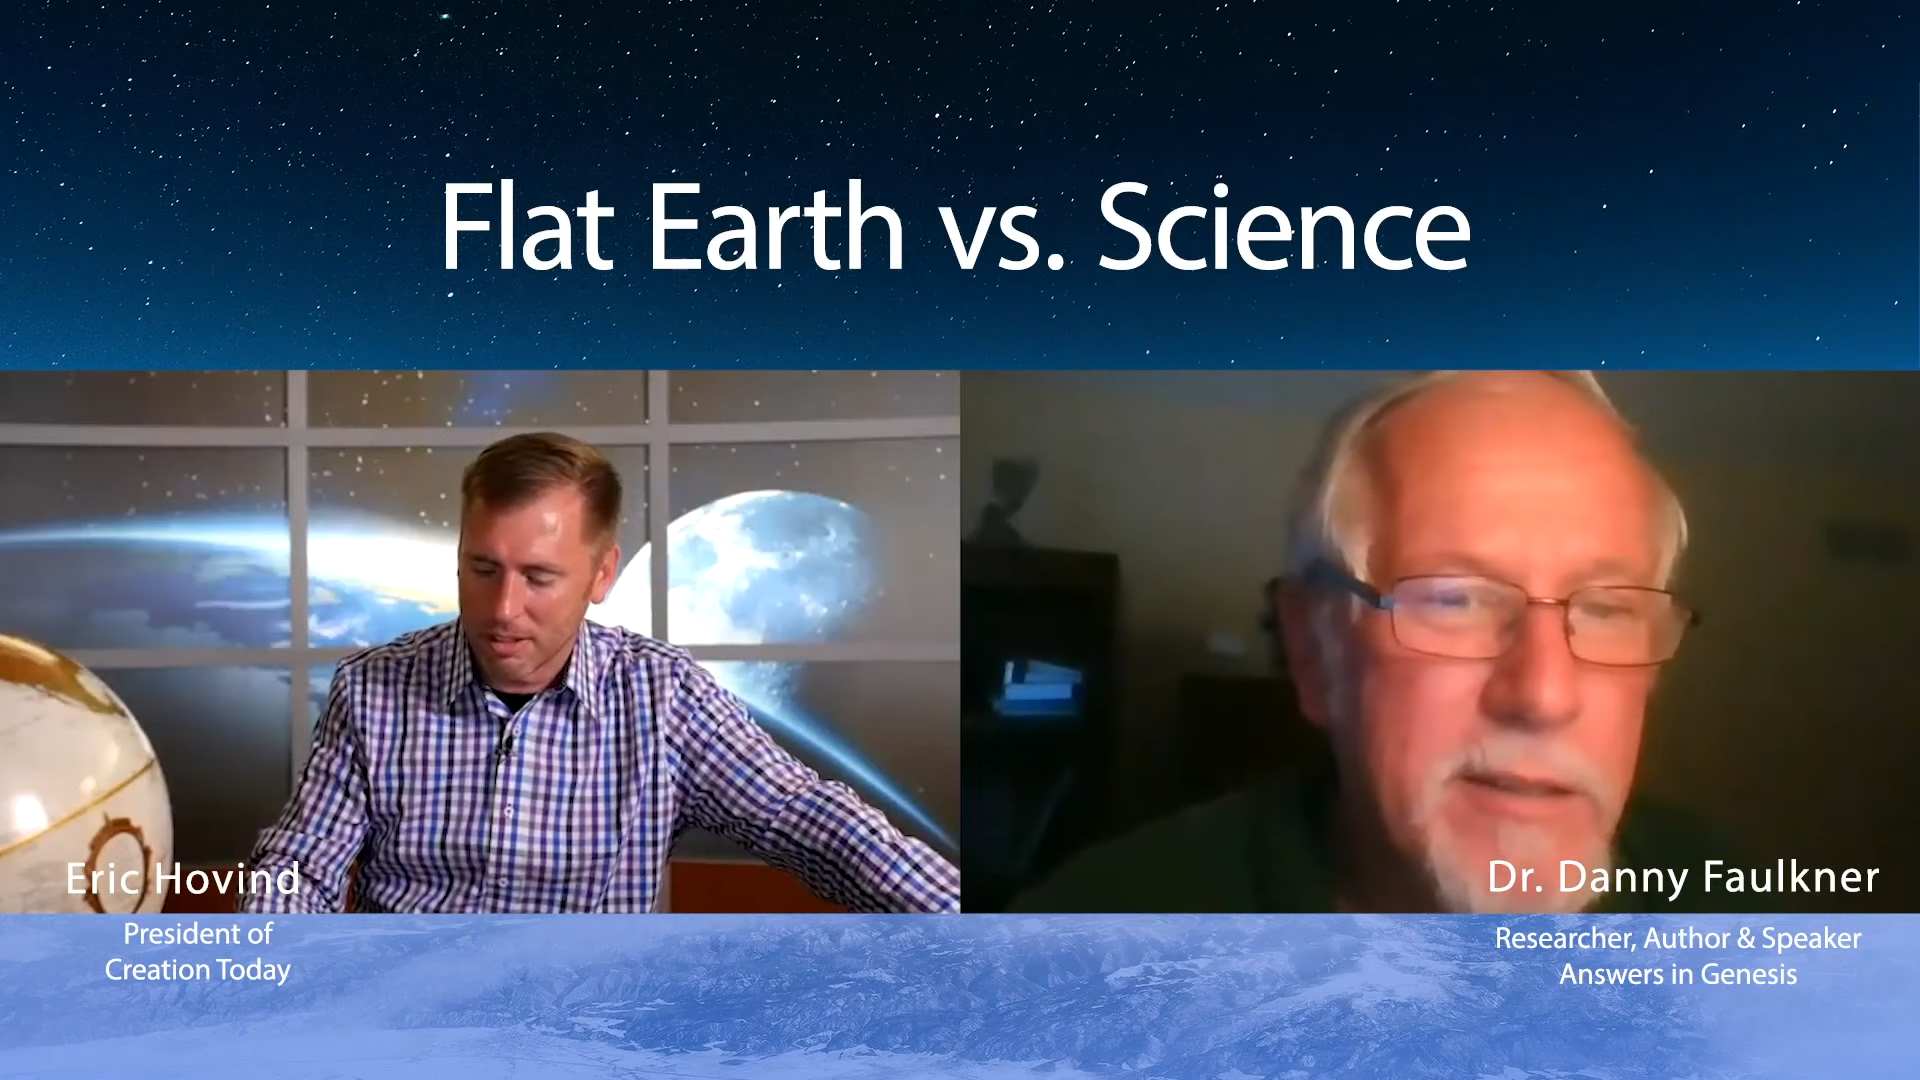 Flat Earth vs. Science
Eric Hovind
President of
Creation Today
Dr. Danny Faulkner
Researcher, Author & Speaker
Answers in Genesis